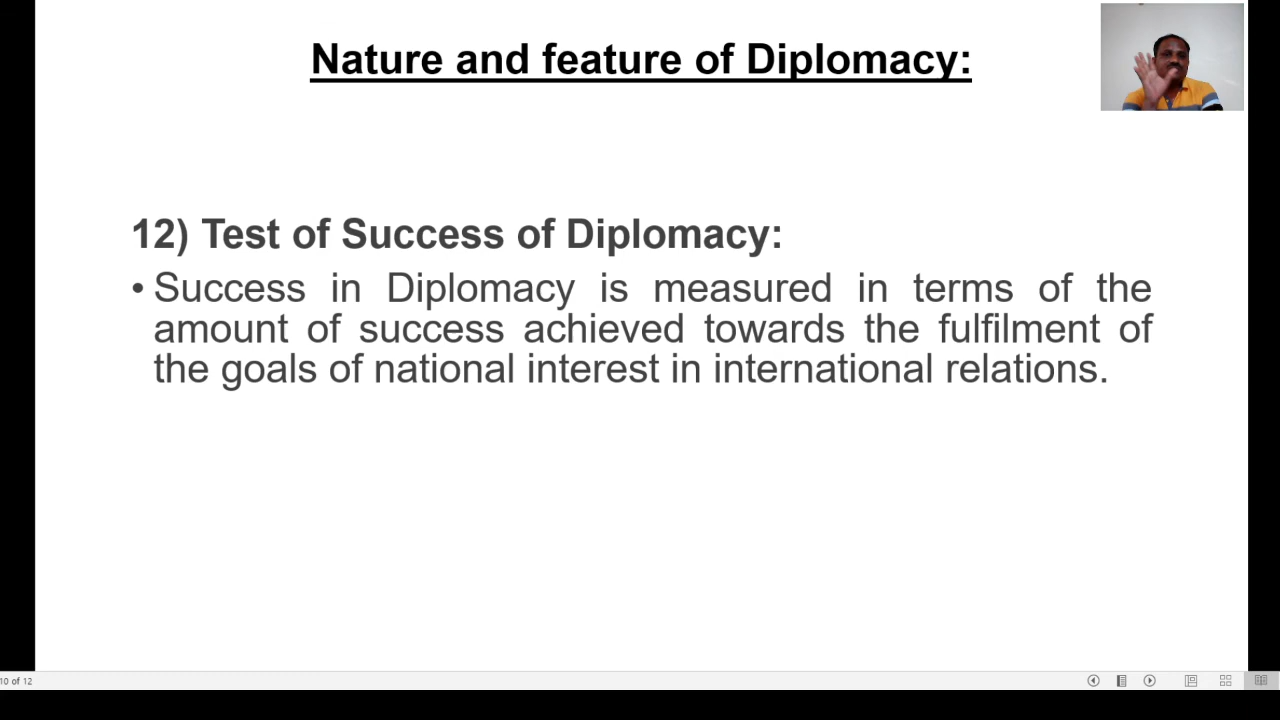 Nature and feature of Diplomacy:
12) Test of Success of Diplomacy:
• Success in Diplomacy is measured in terms of the
amount of success achieved towards the fulfilment of
the goals of national interest in international relations.
10 of 12